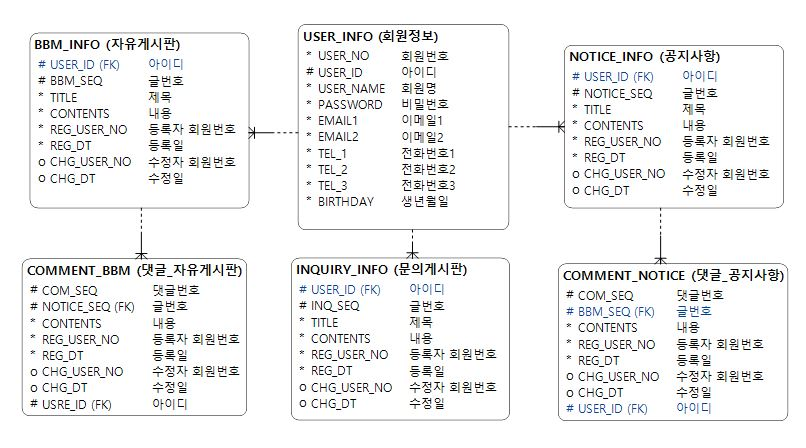 BBM_INFO (자유게시판)
# USER_ID (FK) 아이디
# BBM_SEQ 글번호
* TITLE 제목
* CONTENTS 내용
* REG_USER_NO 등록자 회원번호
* REG_DT 등록일
o CHG_USER_NO 수정자 회원번호
o CHG_DT 수정일
USER_INFO (회원정보)
* USER_NO 회원번호
# USER_ID 아이디
* USER_NAME 회원명
* PASSWORD 비밀번호
* EMAIL1 이메일1
* EMAIL2 이메일2
* TEL_1 전화번호1
* TEL_2 전화번호2
* TEL_3 전화번호3
* BIRTHDAY 생년월일
NOTICE_INFO (공지사항)
# USER_ID (FK) 아이디
# NOTICE_SEQ 글번호
* TITLE 제목
* CONTENTS 내용
* REG_USER_NO 등록자 회원번호
* REG_DT 등록일
o CHG_USER_NO 수정자 회원번호
o CHG_DT 수정일
COMMENT_BBM (댓글_자유게시판)
# COM_SEQ 댓글번호
# NOTICE_SEQ (FK) 글번호
* CONTENTS 내용
* REG_USER_NO 등록자 회원번호
* REG_DT 등록일
o CHG_USER_NO 수정자 회원번호
o CHG_DT 수정일
# USRE_ID (FK) 아이디
INQUIRY_INFO (문의게시판)
# USER_ID (FK) 아이디
# INQ_SEQ 글번호
* TITLE 제목
* CONTENTS 내용
* REG_USER_NO 등록자 회원번호
* REG_DT 등록일
o CHG_USER_NO 수정자 회원번호
o CHG_DT 수정일
COMMENT_NOTICE (댓글_공지사항)
# COM_SEQ 댓글번호
# BBM_SEQ (FK) 글번호
* CONTENTS 내용
* REG_USER_NO 등록자 회원번호
* REG_DT 등록일
o CHG_USER_NO 수정자 회원번호
o CHG_DT 수정일
# USER_ID (FK) 아이디